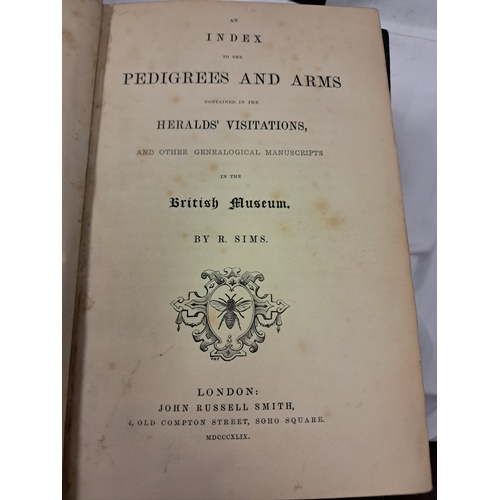 AN
INDEX
TO THE
PEDIGREES AND ARMS
CONTAINED IN THE
HERALDS' VISITATIONS,
AND OTHER GENEALOGICAL MANUSCRIPTS
IN THE
British Museum.
BY R. SIMS.
LONDON:
JOHN RUSSELL SMITH,
4, OLD COMPTON STREET, SOHO SQUARE.
MDCCCXLIX.